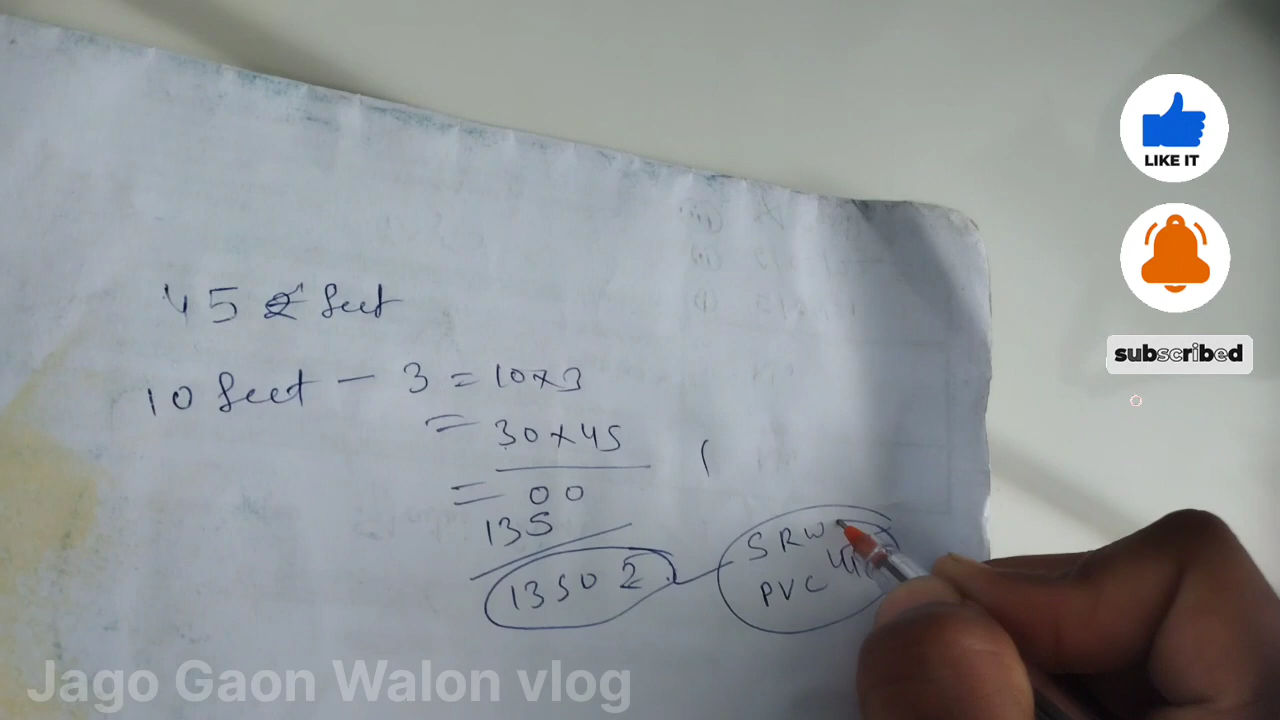 45 ₹ feet
10 feet — 3 = 10×3
= 30×45
= 00
135
1350 ₹
SRW
PVC
LIKE IT
subscribed
Jago Gaon Walon vlog